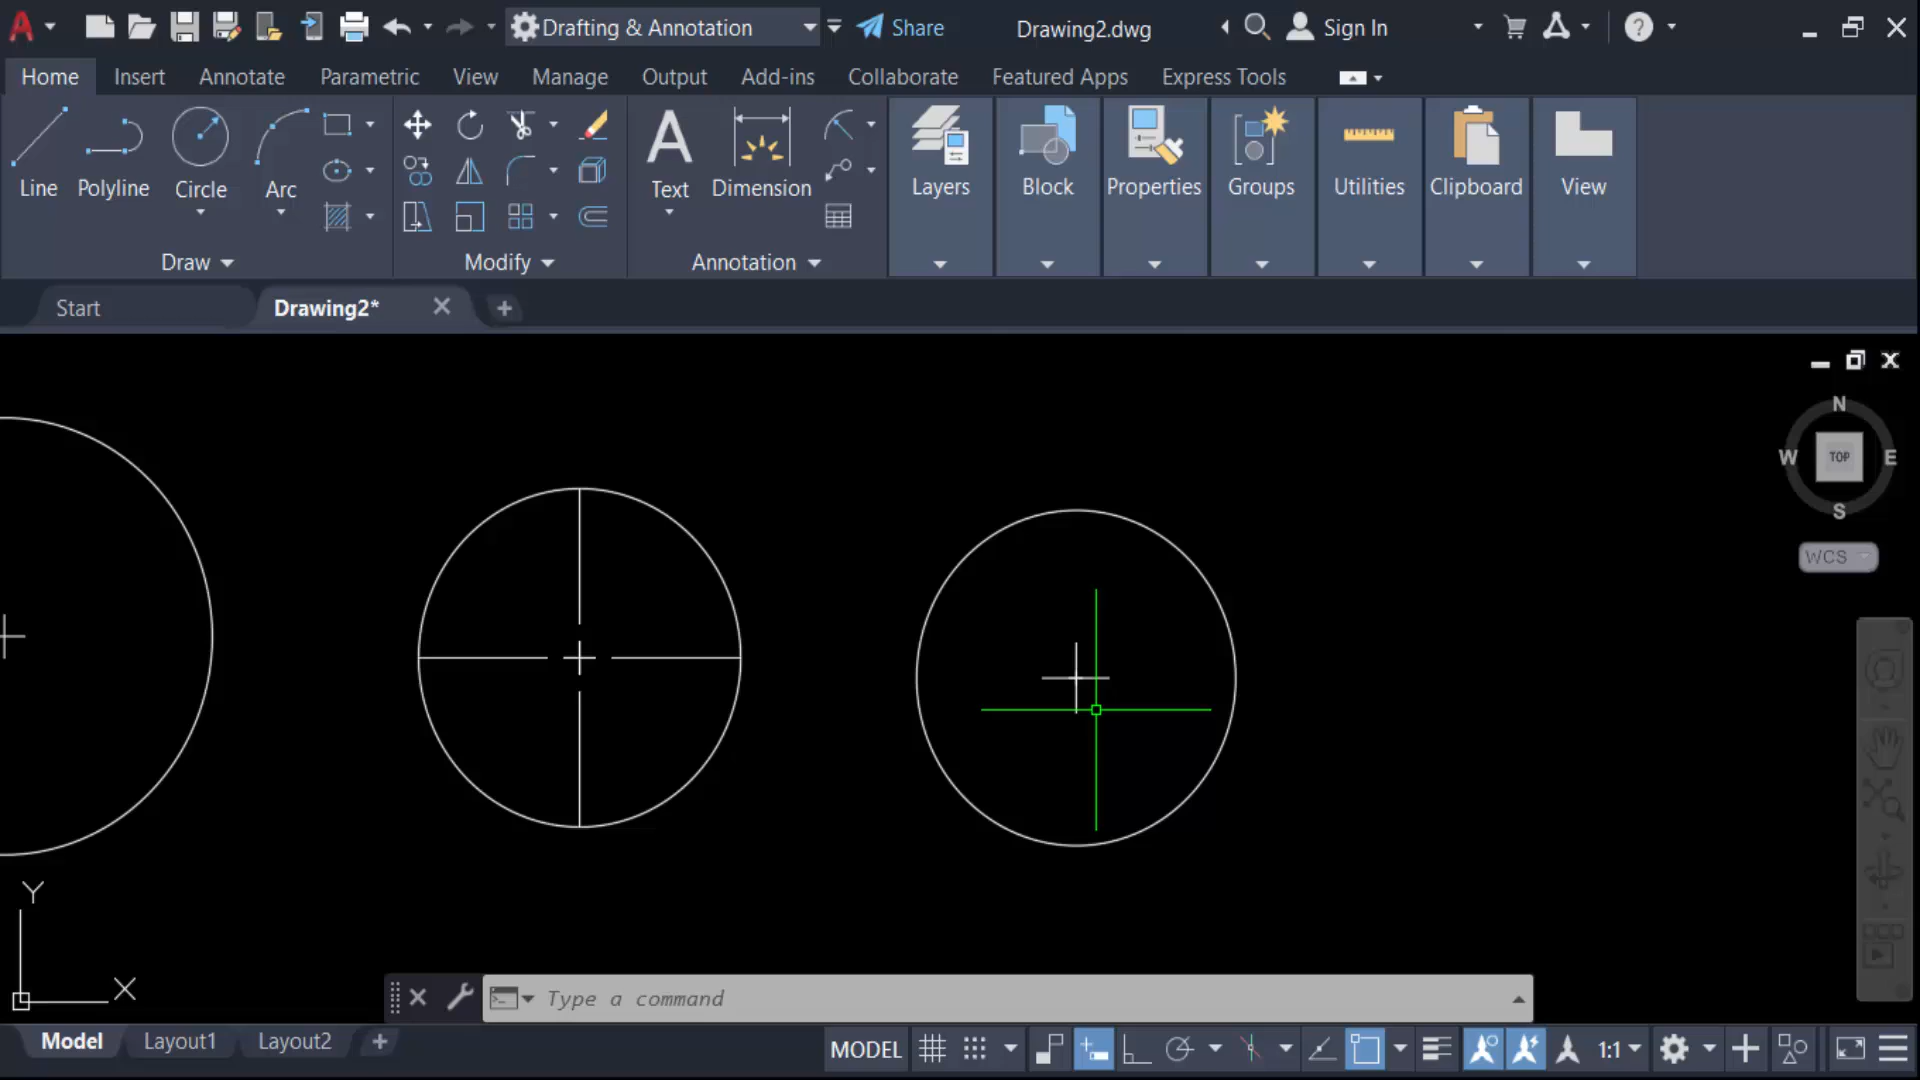 Drafting & Annotation Share Drawing2.dwg Sign In
Home Insert Annotate Parametric View Manage Output Add-ins Collaborate Featured Apps Express Tools
Line Polyline Circle Arc Text Dimension Layers Block Properties Groups Utilities Clipboard View
Draw Modify Annotation
Start Drawing2*
N
W TOP E
S
WCS
Y
X
Type a command
Model Layout1 Layout2 MODEL 1:1